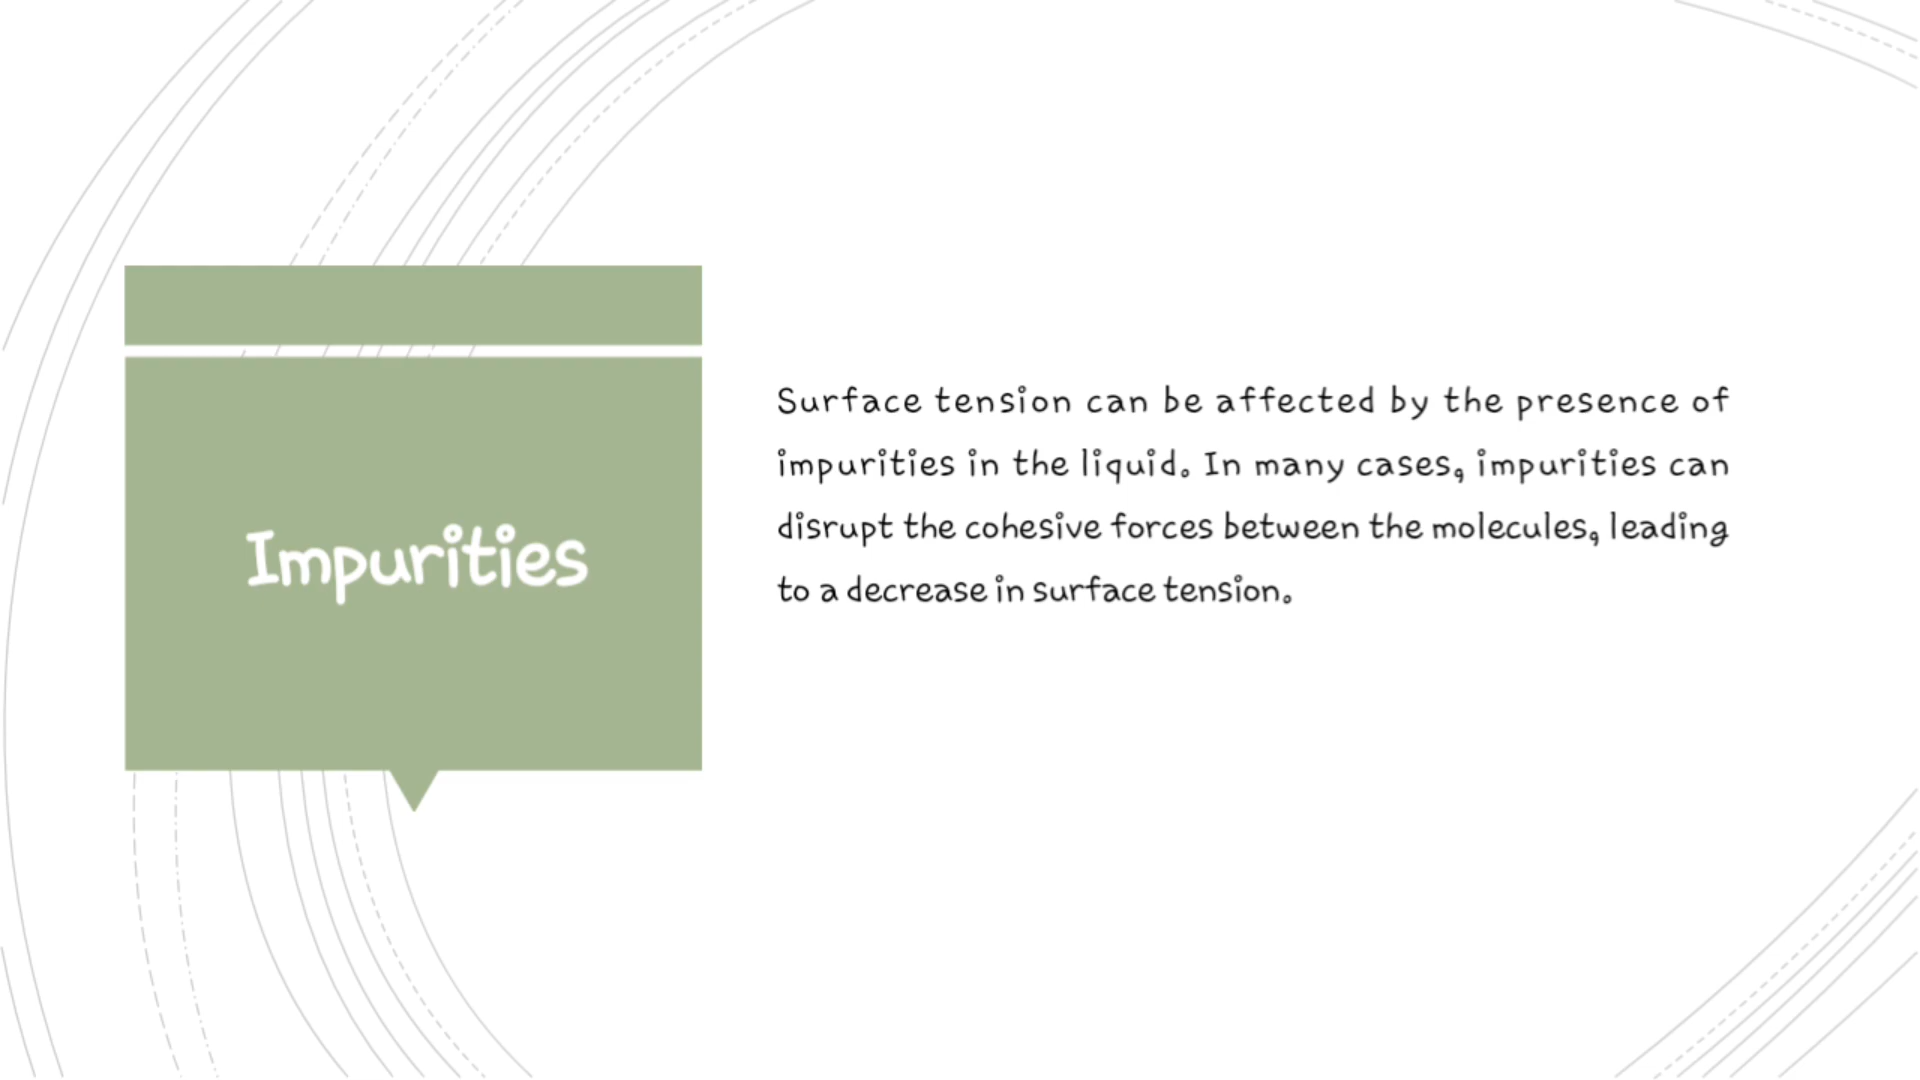 Impurities
Surface tension can be affected by the presence of
impurities in the liquid. In many cases, impurities can
disrupt the cohesive forces between the molecules, leading
to a decrease in surface tension.